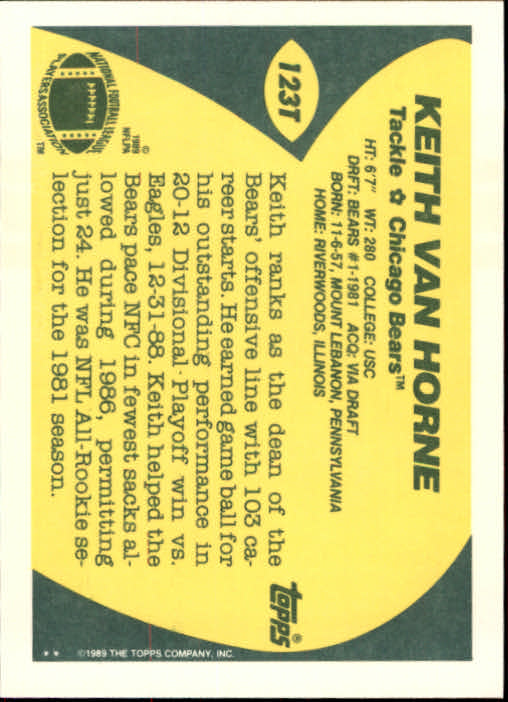 123T
KEITH VAN HORNE
Tackle ✩ Chicago Bears™
HT: 6'7" WT: 280 COLLEGE: USC
DRFT: BEARS #1-1981 ACQ: VIA DRAFT
BORN: 11-6-57, MOUNT LEBANON, PENNSYLVANIA
HOME: RIVERWOODS, ILLINOIS
Keith ranks as the dean of the
Bears' offensive line with 103 ca-
reer starts. He earned game ball for
his outstanding performance in
20-12 Divisional Playoff win vs.
Eagles, 12-31-88. Keith helped the
Bears pace NFC in fewest sacks al-
lowed during 1986, permitting
just 24. He was NFL All-Rookie se-
lection for the 1981 season.
NATIONAL FOOTBALL LEAGUE
PLAYERS ASSOCIATION
™
©
1989
NFLPA
TOPPS®
** ©1989 THE TOPPS COMPANY, INC.